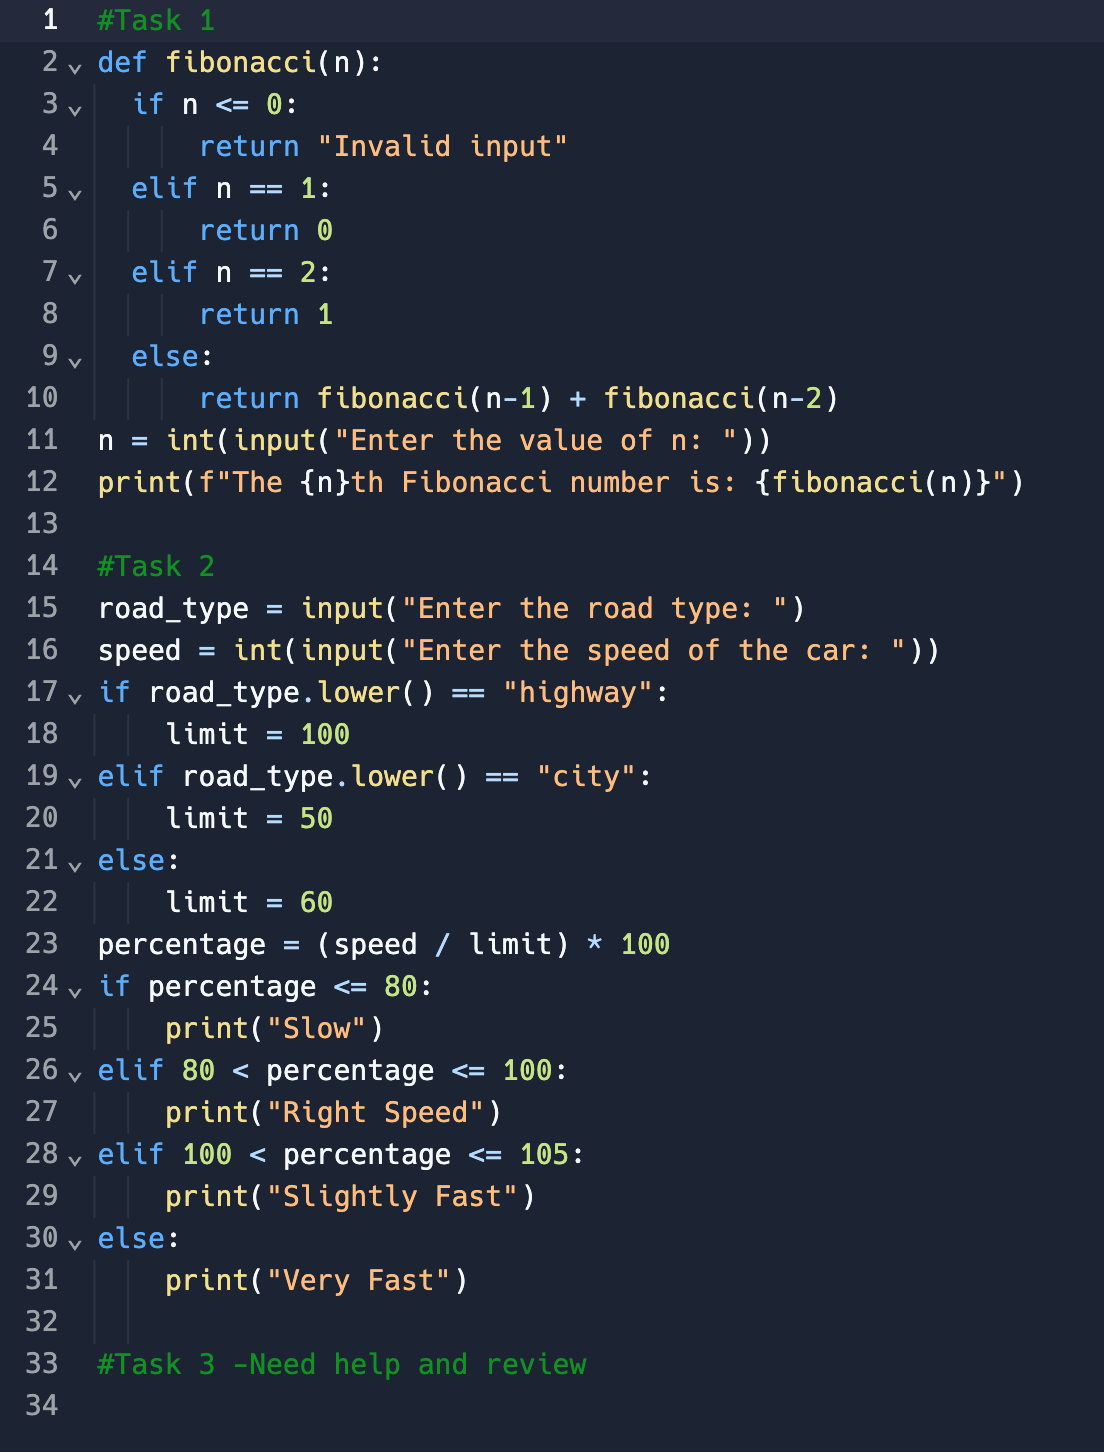 1 #Task 1
2 def fibonacci(n):
3   if n <= 0:
4       return "Invalid input"
5   elif n == 1:
6       return 0
7   elif n == 2:
8       return 1
9   else:
10       return fibonacci(n-1) + fibonacci(n-2)
11 n = int(input("Enter the value of n: "))
12 print(f"The {n}th Fibonacci number is: {fibonacci(n)}")
13
14 #Task 2
15 road_type = input("Enter the road type: ")
16 speed = int(input("Enter the speed of the car: "))
17 if road_type.lower() == "highway":
18     limit = 100
19 elif road_type.lower() == "city":
20     limit = 50
21 else:
22     limit = 60
23 percentage = (speed / limit) * 100
24 if percentage <= 80:
25     print("Slow")
26 elif 80 < percentage <= 100:
27     print("Right Speed")
28 elif 100 < percentage <= 105:
29     print("Slightly Fast")
30 else:
31     print("Very Fast")
32
33 #Task 3 -Need help and review
34